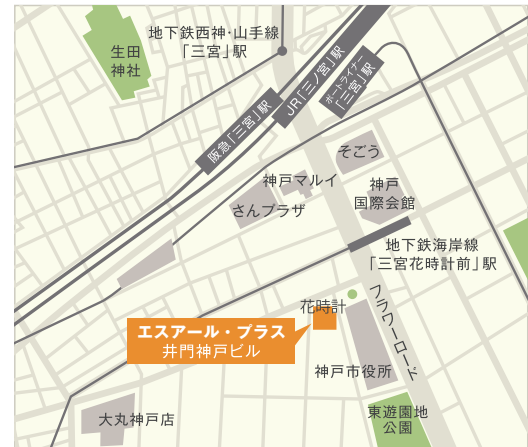 生田
神社
地下鉄西神・山手線
「三宮」駅
阪急「三宮」駅
JR「三ノ宮」駅
ポートライナー
「三宮」駅
そごう
神戸マルイ
さんプラザ
神戸
国際会館
地下鉄海岸線
「三宮花時計前」駅
花時計
フラワーロード
エスアール・プラス
井門神戸ビル
神戸市役所
大丸神戸店
東遊園地
公園